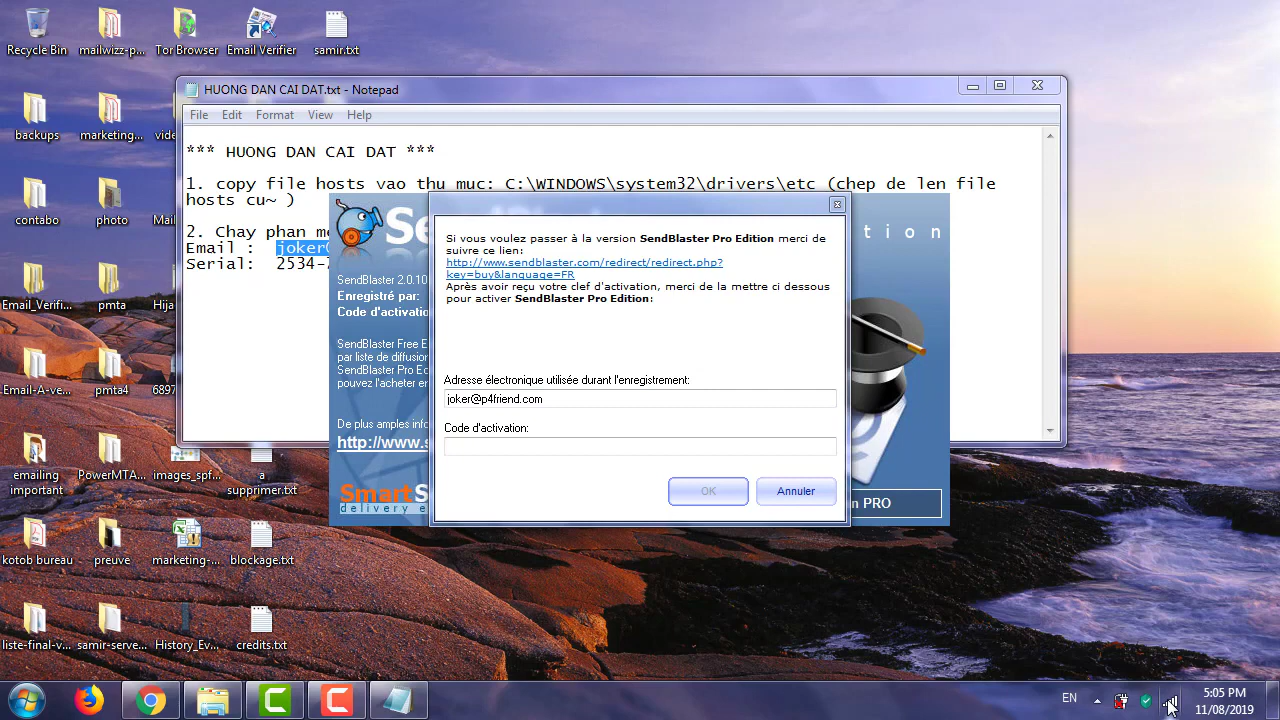 Recycle Bin
mailwizz-p...
Tor Browser
Email Verifier
samir.txt
backups
marketing...
contabo
photo
Email_Verifi...
pmta
Email-A-ve...
pmta4
emailing
important
PowerMTA...
images_spf...
a
supprimer.txt
kotob bureau
preuve
marketing-...
blockage.txt
liste-final-v...
samir-serve...
History_Ev...
credits.txt
HUONG DAN CAI DAT.txt - Notepad
File Edit Format View Help
*** HUONG DAN CAI DAT ***
1. copy file hosts vao thu muc: C:\WINDOWS\system32\drivers\etc (chep de len file
hosts cu~ )
2. Chay phan
Email :
Serial: 2534-
SendBlaster 2.0.10
Enregistré par:
Code d'activatio
SendBlaster Free E
par liste de diffusion
SendBlaster Pro Ed
pouvez l'acheter en
De plus amples info
http://www.s
SmartS
delivery e
Si vous voulez passer à la version SendBlaster Pro Edition merci de
suivre ce lien:
http://www.sendblaster.com/redirect/redirect.php?
key=buy&language=FR
Après avoir reçu votre clef d'activation, merci de la mettre ci dessous
pour activer SendBlaster Pro Edition:
Adresse électronique utilisée durant l'enregistrement:
joker@p4friend.com
Code d'activation:
OK Annuler
n PRO
EN
5:05 PM
11/08/2019